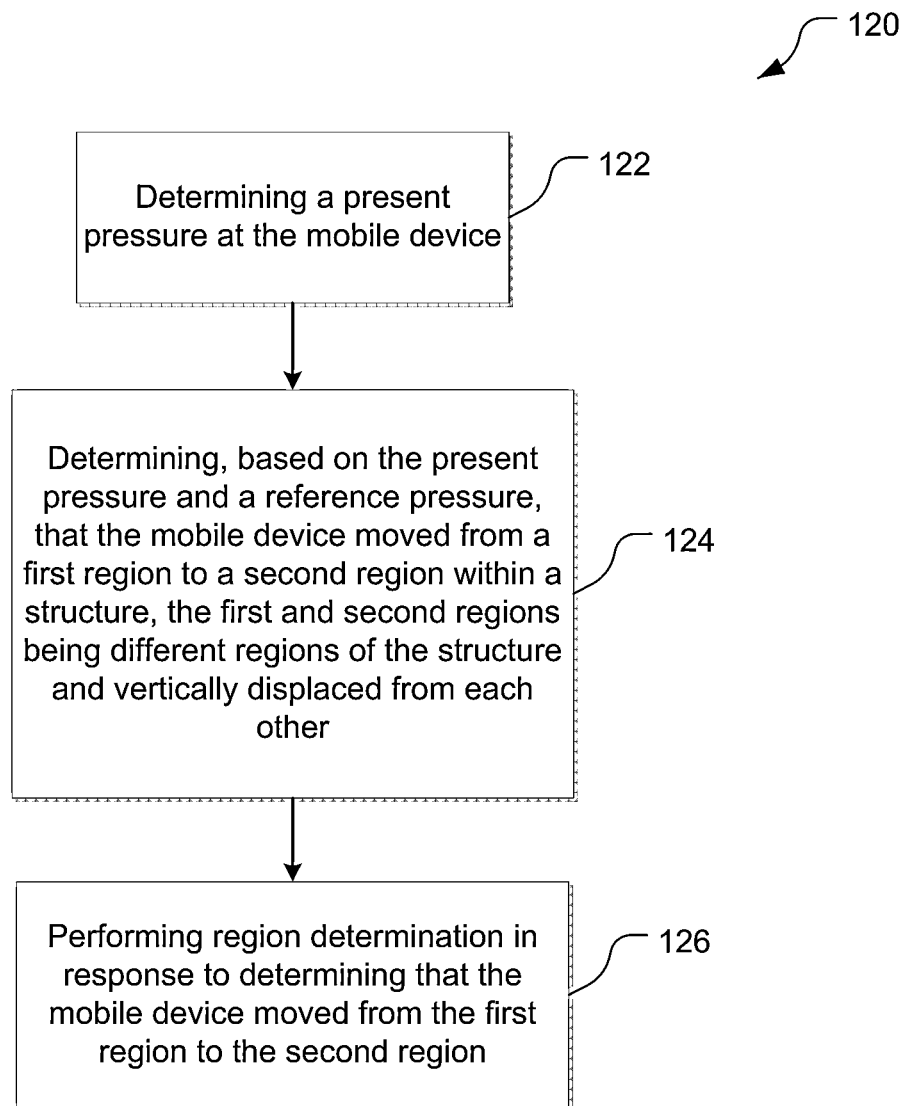 120
Determining a present
pressure at the mobile device
122
Determining, based on the present
pressure and a reference pressure,
that the mobile device moved from a
first region to a second region within a
structure, the first and second regions
being different regions of the structure
and vertically displaced from each
other
124
Performing region determination in
response to determining that the
mobile device moved from the first
region to the second region
126